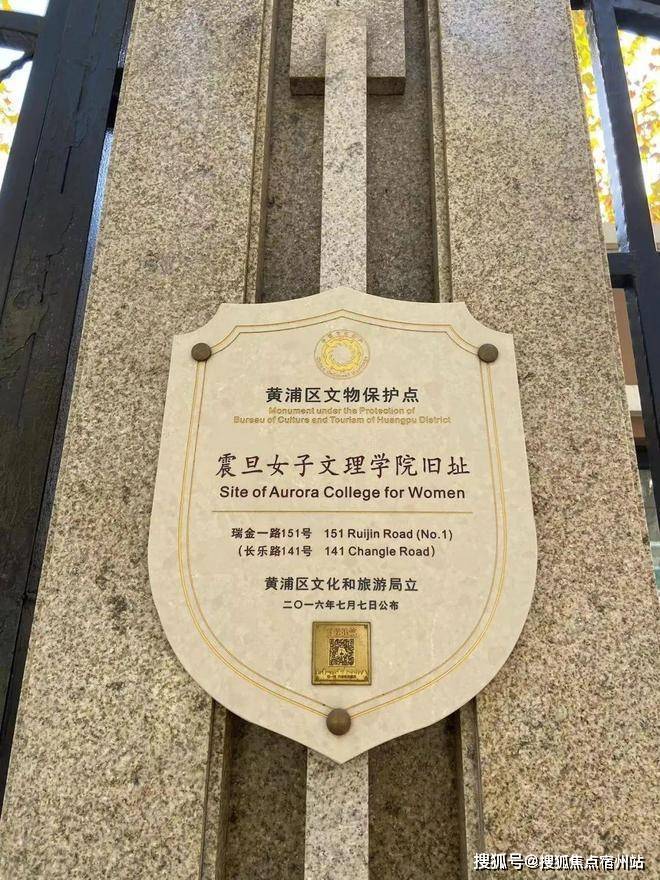 黄浦区文物保护点
Monument under the Protection of
Bureau of Culture and Tourism of Huangpu District
震旦女子文理学院旧址
Site of Aurora College for Women
瑞金一路151号 151 Ruijin Road (No.1)
(长乐路141号 141 Changle Road)
黄浦区文化和旅游局立
二〇一六年七月七日公布
搜狐号@搜狐焦点宿州站